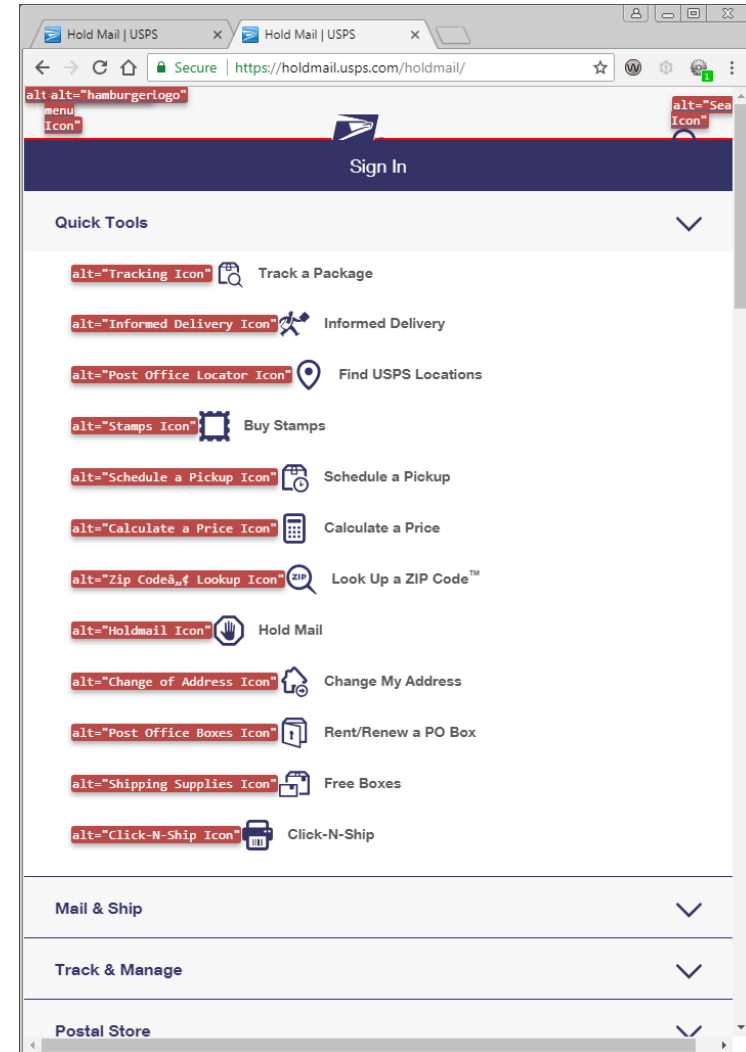 Hold Mail | USPS
Hold Mail | USPS
Secure | https://holdmail.usps.com/holdmail/
1
alt="hamburger
menu
Icon"
logo"
alt="Sea
Icon"
Sign In
Quick Tools
alt="Tracking Icon" Track a Package
alt="Informed Delivery Icon" Informed Delivery
alt="Post Office Locator Icon" Find USPS Locations
alt="Stamps Icon" Buy Stamps
alt="Schedule a Pickup Icon" Schedule a Pickup
alt="Calculate a Price Icon" Calculate a Price
alt="Zip Codeâ„¢ Lookup Icon" ZIP Look Up a ZIP Code™
alt="Holdmail Icon" Hold Mail
alt="Change of Address Icon" Change My Address
alt="Post Office Boxes Icon" Rent/Renew a PO Box
alt="Shipping Supplies Icon" Free Boxes
alt="Click-N-Ship Icon" Click-N-Ship
Mail & Ship
Track & Manage
Postal Store